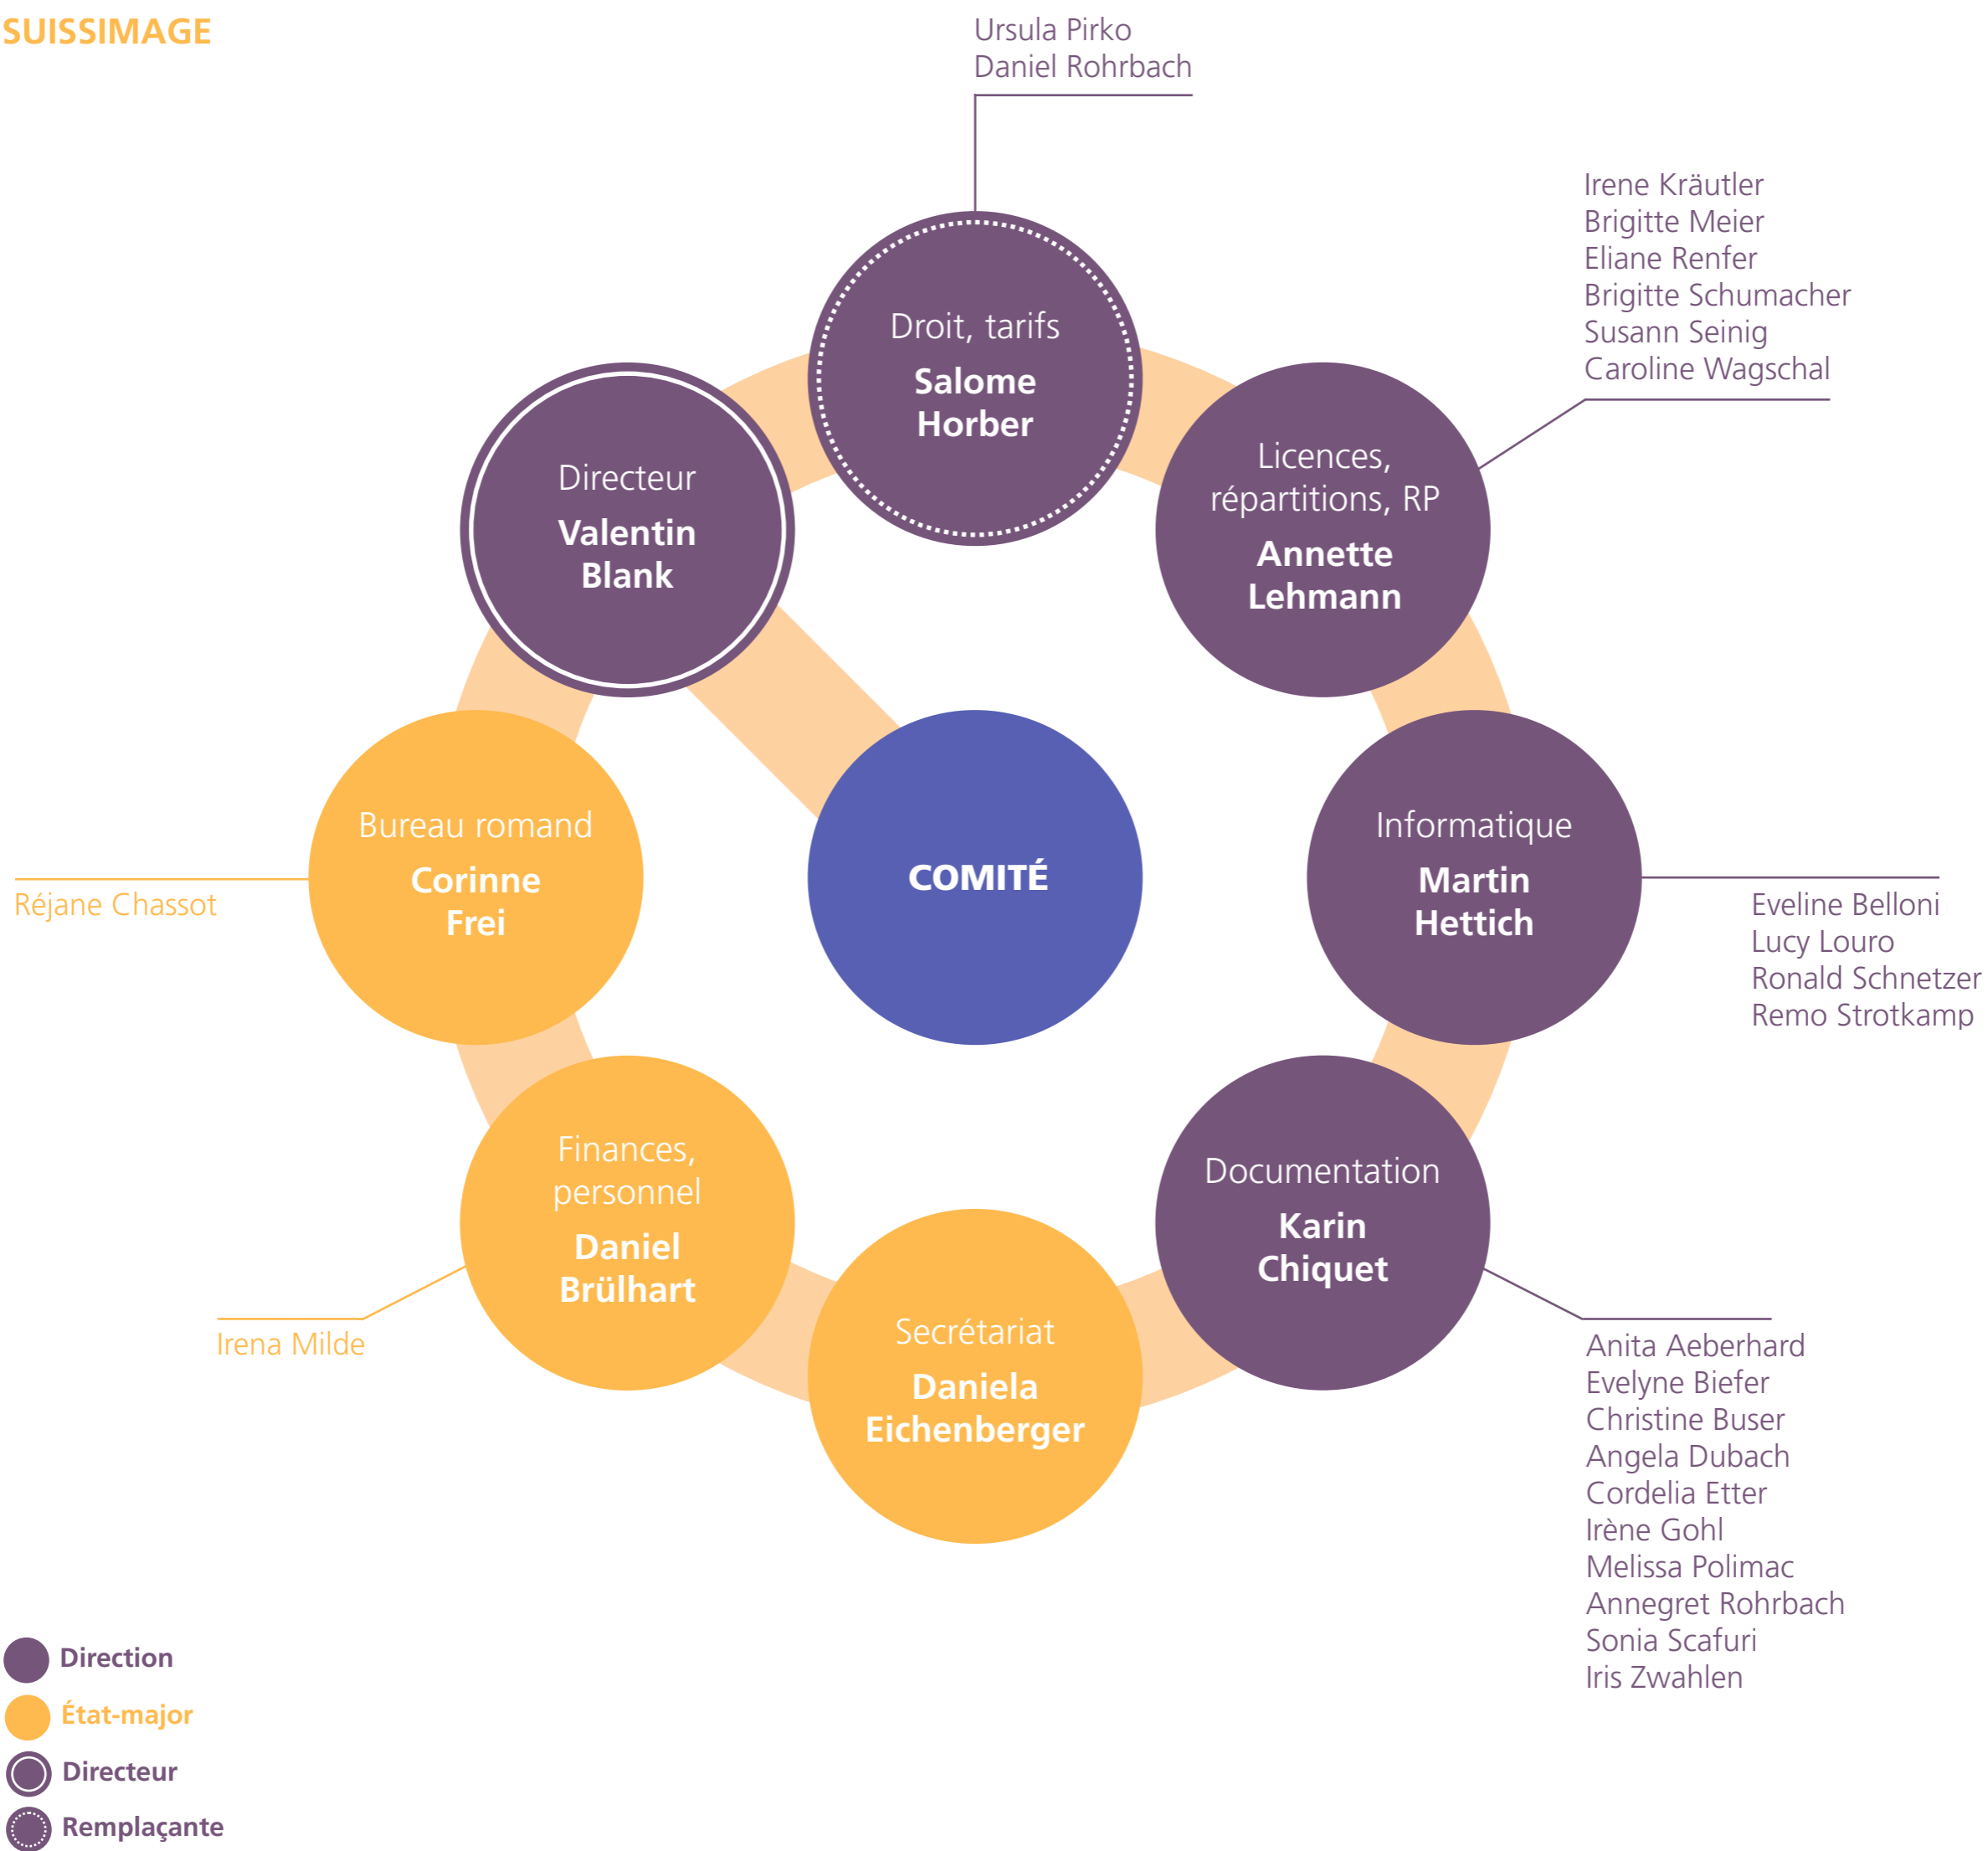 SUISSIMAGE
Ursula Pirko
Daniel Rohrbach
Droit, tarifs
Salome
Horber
Irene Kräutler
Brigitte Meier
Eliane Renfer
Brigitte Schumacher
Susann Seinig
Caroline Wagschal
Licences,
répartitions, RP
Annette
Lehmann
Directeur
Valentin
Blank
Bureau romand
Corinne
Frei
Réjane Chassot
COMITÉ
Informatique
Martin
Hettich
Eveline Belloni
Lucy Louro
Ronald Schnetzer
Remo Strotkamp
Finances,
personnel
Daniel
Brülhart
Irena Milde
Secrétariat
Daniela
Eichenberger
Documentation
Karin
Chiquet
Anita Aeberhard
Evelyne Biefer
Christine Buser
Angela Dubach
Cordelia Etter
Irène Gohl
Melissa Polimac
Annegret Rohrbach
Sonia Scafuri
Iris Zwahlen
Direction
État-major
Directeur
Remplaçante